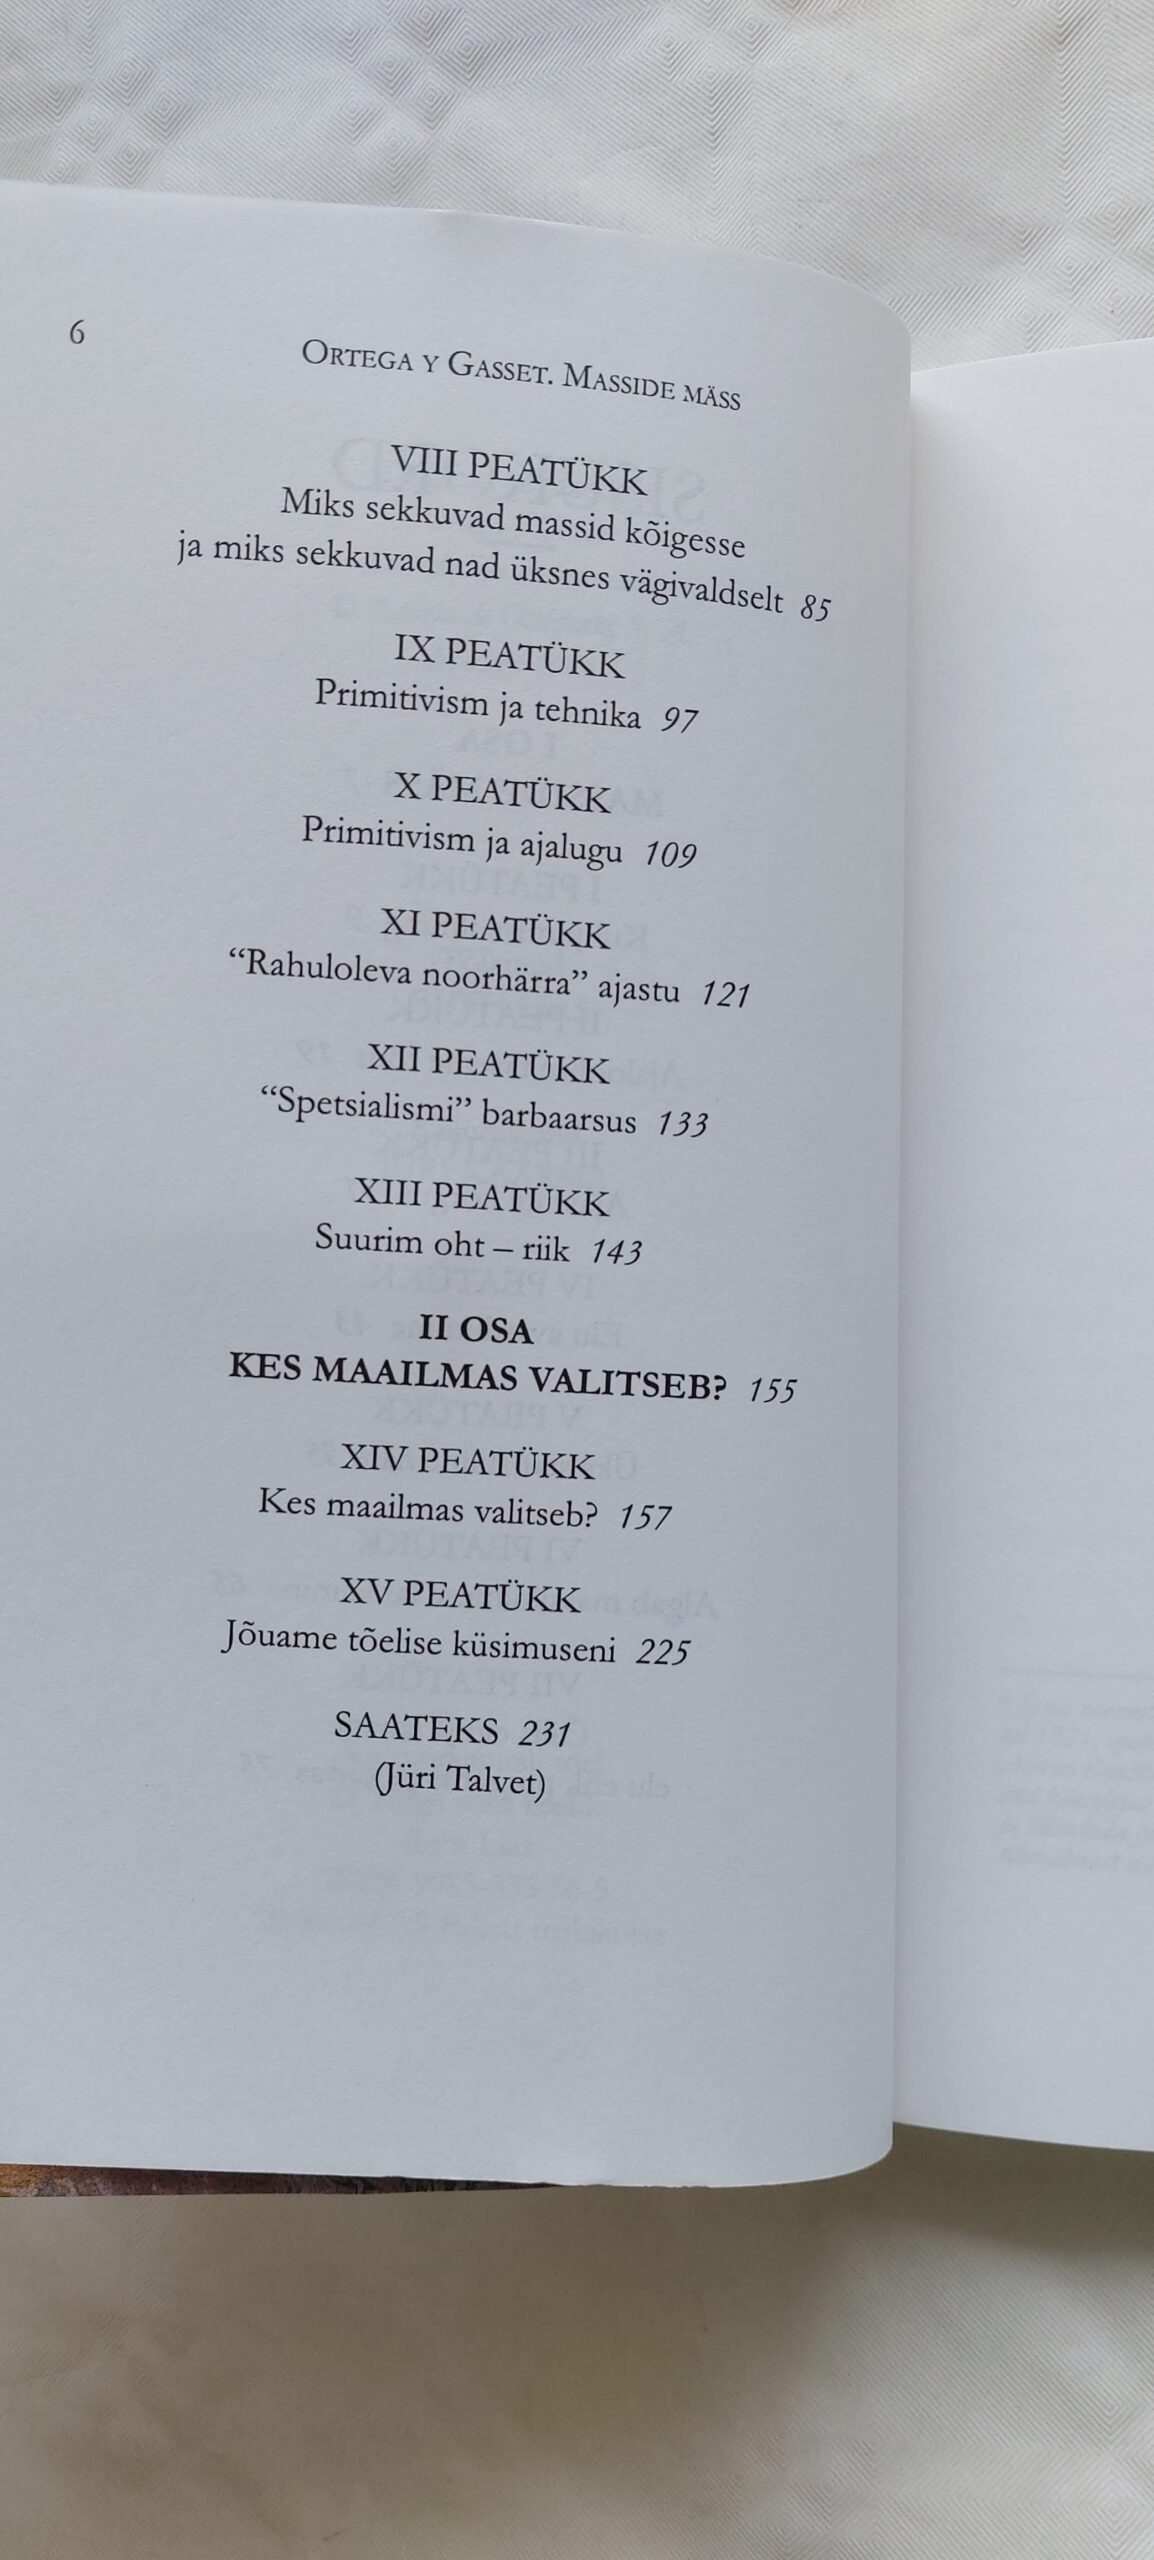 6
ORTEGA Y GASSET. MASSIDE MÄSS
VIII PEATÜKK
Miks sekkuvad massid kõigesse
ja miks sekkuvad nad üksnes vägivaldselt 85
IX PEATÜKK
Primitivism ja tehnika 97
X PEATÜKK
Primitivism ja ajalugu 109
XI PEATÜKK
“Rahuloleva noorhärra” ajastu 121
XII PEATÜKK
“Spetsialismi” barbaarsus 133
XIII PEATÜKK
Suurim oht – riik 143
II OSA
KES MAAILMAS VALITSEB? 155
XIV PEATÜKK
Kes maailmas valitseb? 157
XV PEATÜKK
Jõuame tõelise küsimuseni 225
SAATEKS 231
(Jüri Talvet)